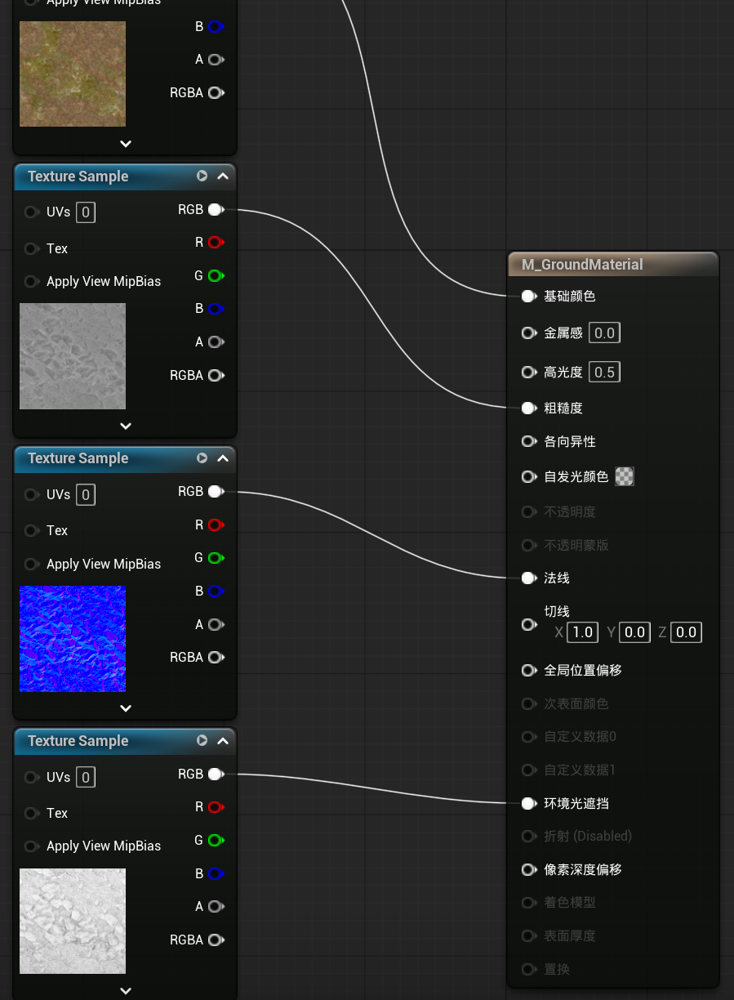 Apply View MipBias
B
A
RGBA
Texture Sample
UVs 0
RGB
R
Tex
G
Apply View MipBias
B
A
RGBA
Texture Sample
UVs 0
RGB
R
Tex
G
Apply View MipBias
B
A
RGBA
Texture Sample
UVs 0
RGB
R
Tex
G
Apply View MipBias
B
A
RGBA
M_GroundMaterial
基础颜色
金属感 0.0
高光度 0.5
粗糙度
各向异性
自发光颜色
不透明度
不透明蒙版
法线
切线
X 1.0 Y 0.0 Z 0.0
全局位置偏移
次表面颜色
自定义数据0
自定义数据1
环境光遮挡
折射 (Disabled)
像素深度偏移
着色模型
表面厚度
置换